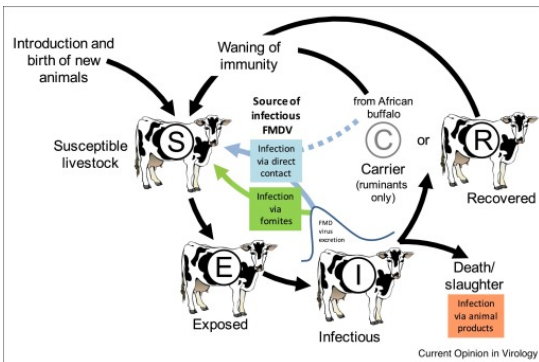 Introduction and
birth of new
animals
Waning of
immunity
Source of
infectious
FMDV
from African
buffalo
S
C
or
R
Susceptible
livestock
Infection
via direct
contact
Carrier
(ruminants
only)
Recovered
Infection
via
fomites
FMD
virus
excretion
E
I
Exposed
Infectious
Death/
slaughter
Infection
via animal
products
Current Opinion in Virology